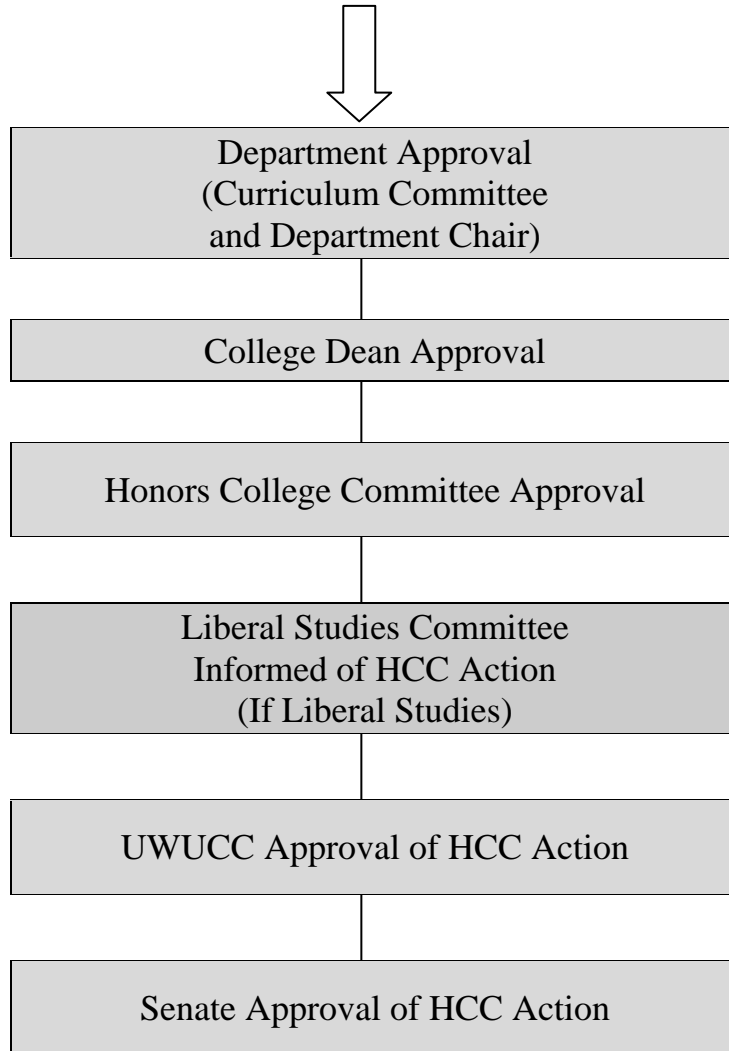 Department Approval
(Curriculum Committee
and Department Chair)
College Dean Approval
Honors College Committee Approval
Liberal Studies Committee
Informed of HCC Action
(If Liberal Studies)
UWUCC Approval of HCC Action
Senate Approval of HCC Action